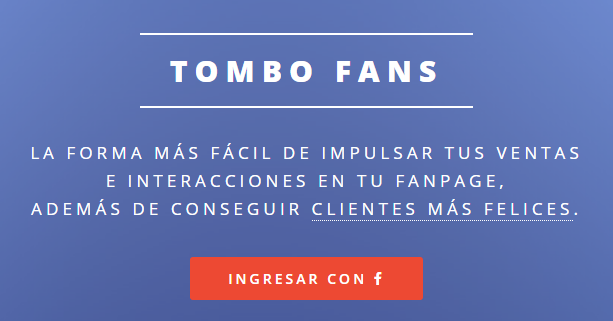 TOMBO FANS
LA FORMA MÁS FÁCIL DE IMPULSAR TUS VENTAS
E INTERACCIONES EN TU FANPAGE,
ADEMÁS DE CONSEGUIR CLIENTES MÁS FELICES.
INGRESAR CON f